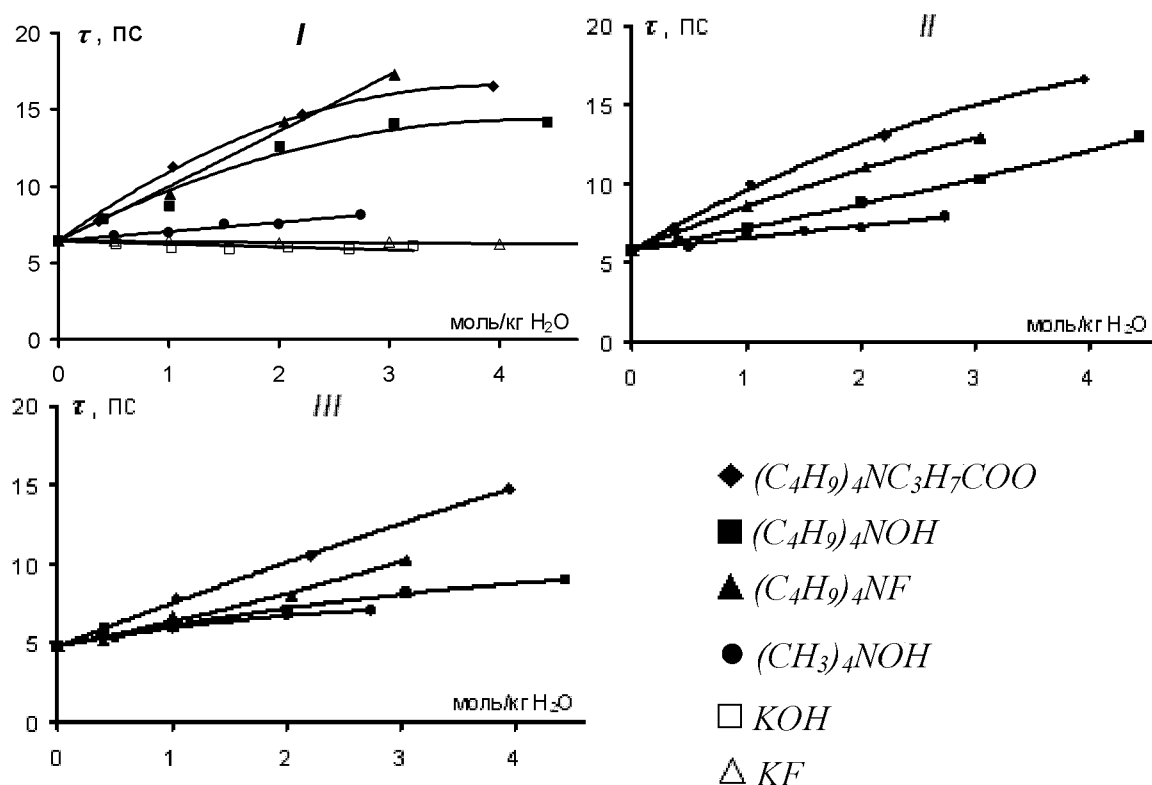 τ, ПС
I
20
15
10
5
0
моль/кг H₂O
0 1 2 3 4
τ, ПС
II
20
15
10
5
0
моль/кг H₂O
0 1 2 3 4
τ, ПС
III
20
15
10
5
0
моль/кг H₂O
0 1 2 3 4
(C₄H₉)₄NC₃H₇COO
(C₄H₉)₄NOH
(C₄H₉)₄NF
(CH₃)₄NOH
KOH
KF